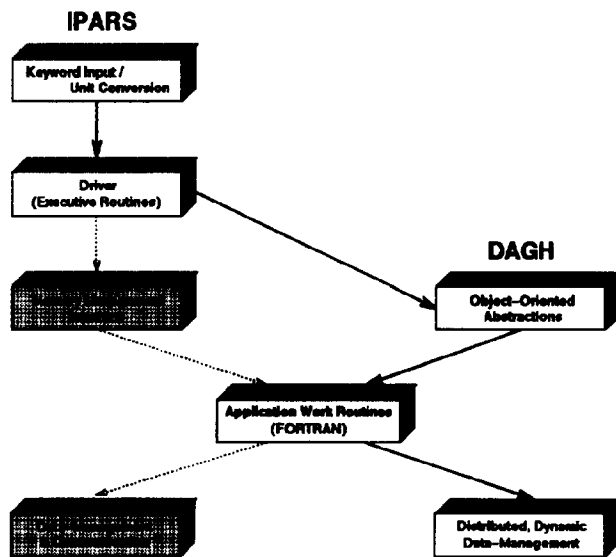 IPARS
Keyword Input /
Unit Conversion
Driver
(Executive Routines)
DAGH
Object-Oriented
Abstractions
Application Work Routines
(FORTRAN)
Distributed, Dynamic
Data-Management